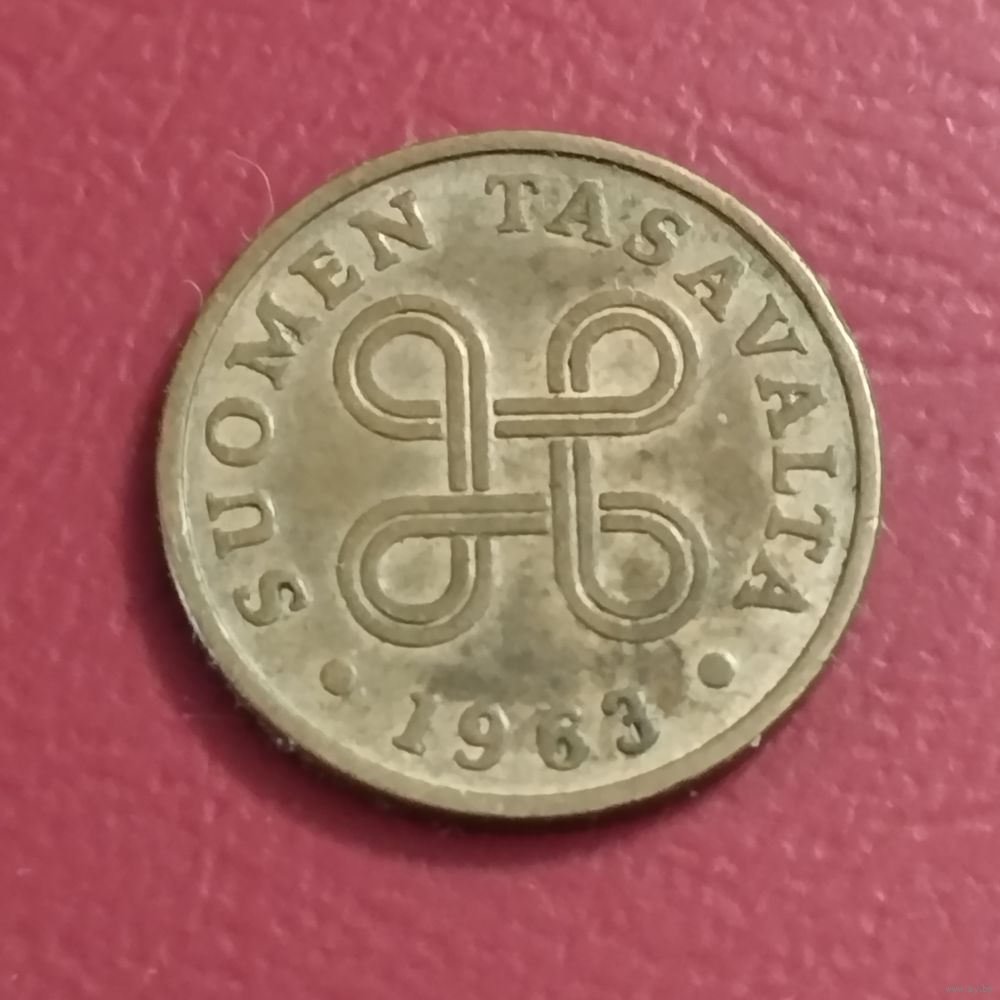 SUOMEN TASAVALTA
• 1963 •